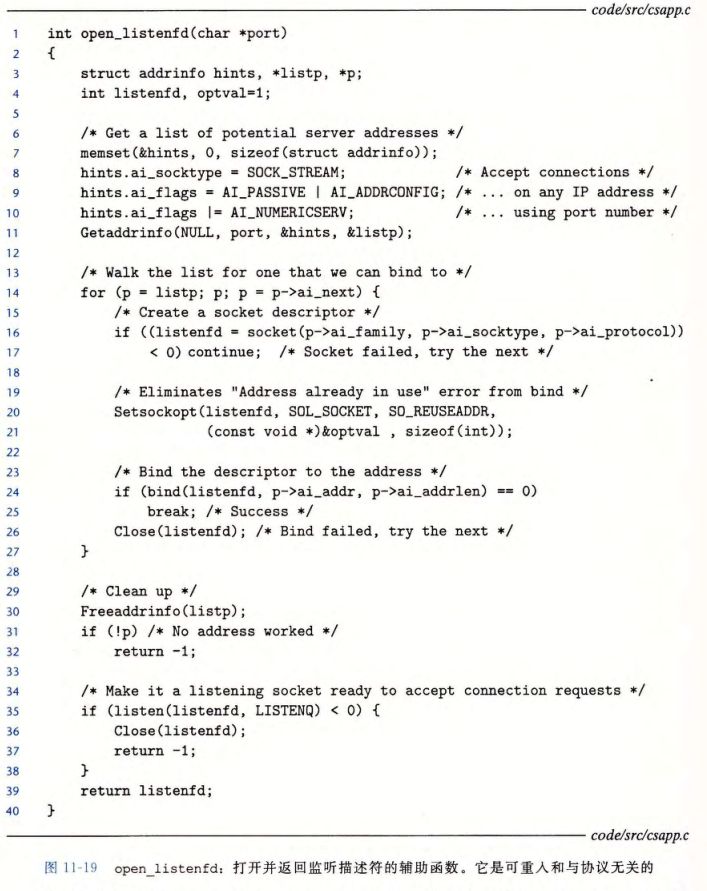 code/src/csapp.c
1 int open_listenfd(char *port)
2 {
3     struct addrinfo hints, *listp, *p;
4     int listenfd, optval=1;
5
6     /* Get a list of potential server addresses */
7     memset(&hints, 0, sizeof(struct addrinfo));
8     hints.ai_socktype = SOCK_STREAM;             /* Accept connections */
9     hints.ai_flags = AI_PASSIVE | AI_ADDRCONFIG; /* ... on any IP address */
10     hints.ai_flags |= AI_NUMERICSERV;            /* ... using port number */
11     Getaddrinfo(NULL, port, &hints, &listp);
12
13     /* Walk the list for one that we can bind to */
14     for (p = listp; p; p = p->ai_next) {
15         /* Create a socket descriptor */
16         if ((listenfd = socket(p->ai_family, p->ai_socktype, p->ai_protocol))
17             < 0) continue;  /* Socket failed, try the next */
18
19         /* Eliminates "Address already in use" error from bind */
20         Setsockopt(listenfd, SOL_SOCKET, SO_REUSEADDR,
21                    (const void *)&optval , sizeof(int));
22
23         /* Bind the descriptor to the address */
24         if (bind(listenfd, p->ai_addr, p->ai_addrlen) == 0)
25             break; /* Success */
26         Close(listenfd); /* Bind failed, try the next */
27     }
28
29     /* Clean up */
30     Freeaddrinfo(listp);
31     if (!p) /* No address worked */
32         return -1;
33
34     /* Make it a listening socket ready to accept connection requests */
35     if (listen(listenfd, LISTENQ) < 0) {
36         Close(listenfd);
37         return -1;
38     }
39     return listenfd;
40 }
code/src/csapp.c
图 11-19 open_listenfd: 打开并返回监听描述符的辅助函数。它是可重入和与协议无关的